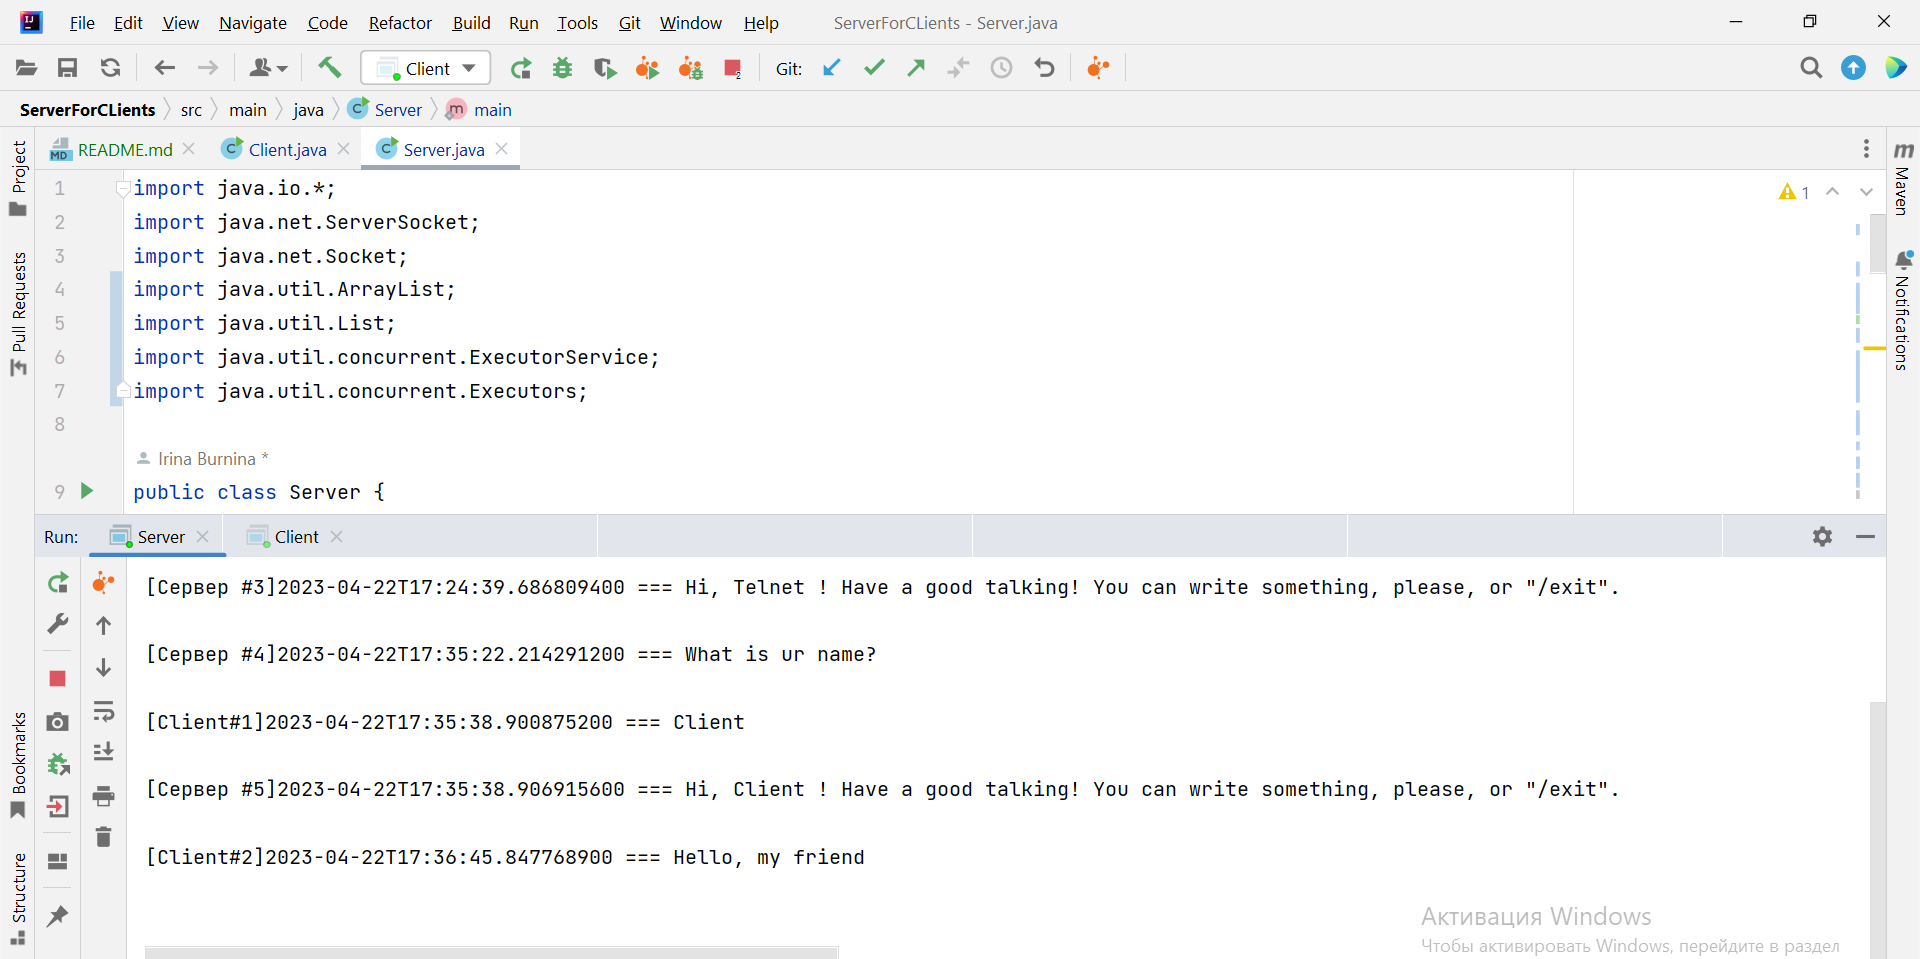 File Edit View Navigate Code Refactor Build Run Tools Git Window Help ServerForCLients - Server.java
Client 2 Git:
ServerForCLients src main java Server main
README.md Client.java Server.java
1 import java.io.*;
2 import java.net.ServerSocket;
3 import java.net.Socket;
4 import java.util.ArrayList;
5 import java.util.List;
6 import java.util.concurrent.ExecutorService;
7 import java.util.concurrent.Executors;
8
Irina Burnina *
9 public class Server {
1
Project
Pull Requests
Bookmarks
Structure
Maven
Notifications
Run: Server Client
[Сервер #3]2023-04-22T17:24:39.686809400 === Hi, Telnet ! Have a good talking! You can write something, please, or "/exit".
[Сервер #4]2023-04-22T17:35:22.214291200 === What is ur name?
[Client#1]2023-04-22T17:35:38.900875200 === Client
[Сервер #5]2023-04-22T17:35:38.906915600 === Hi, Client ! Have a good talking! You can write something, please, or "/exit".
[Client#2]2023-04-22T17:36:45.847768900 === Hello, my friend
Активация Windows
Чтобы активировать Windows, перейдите в раздел